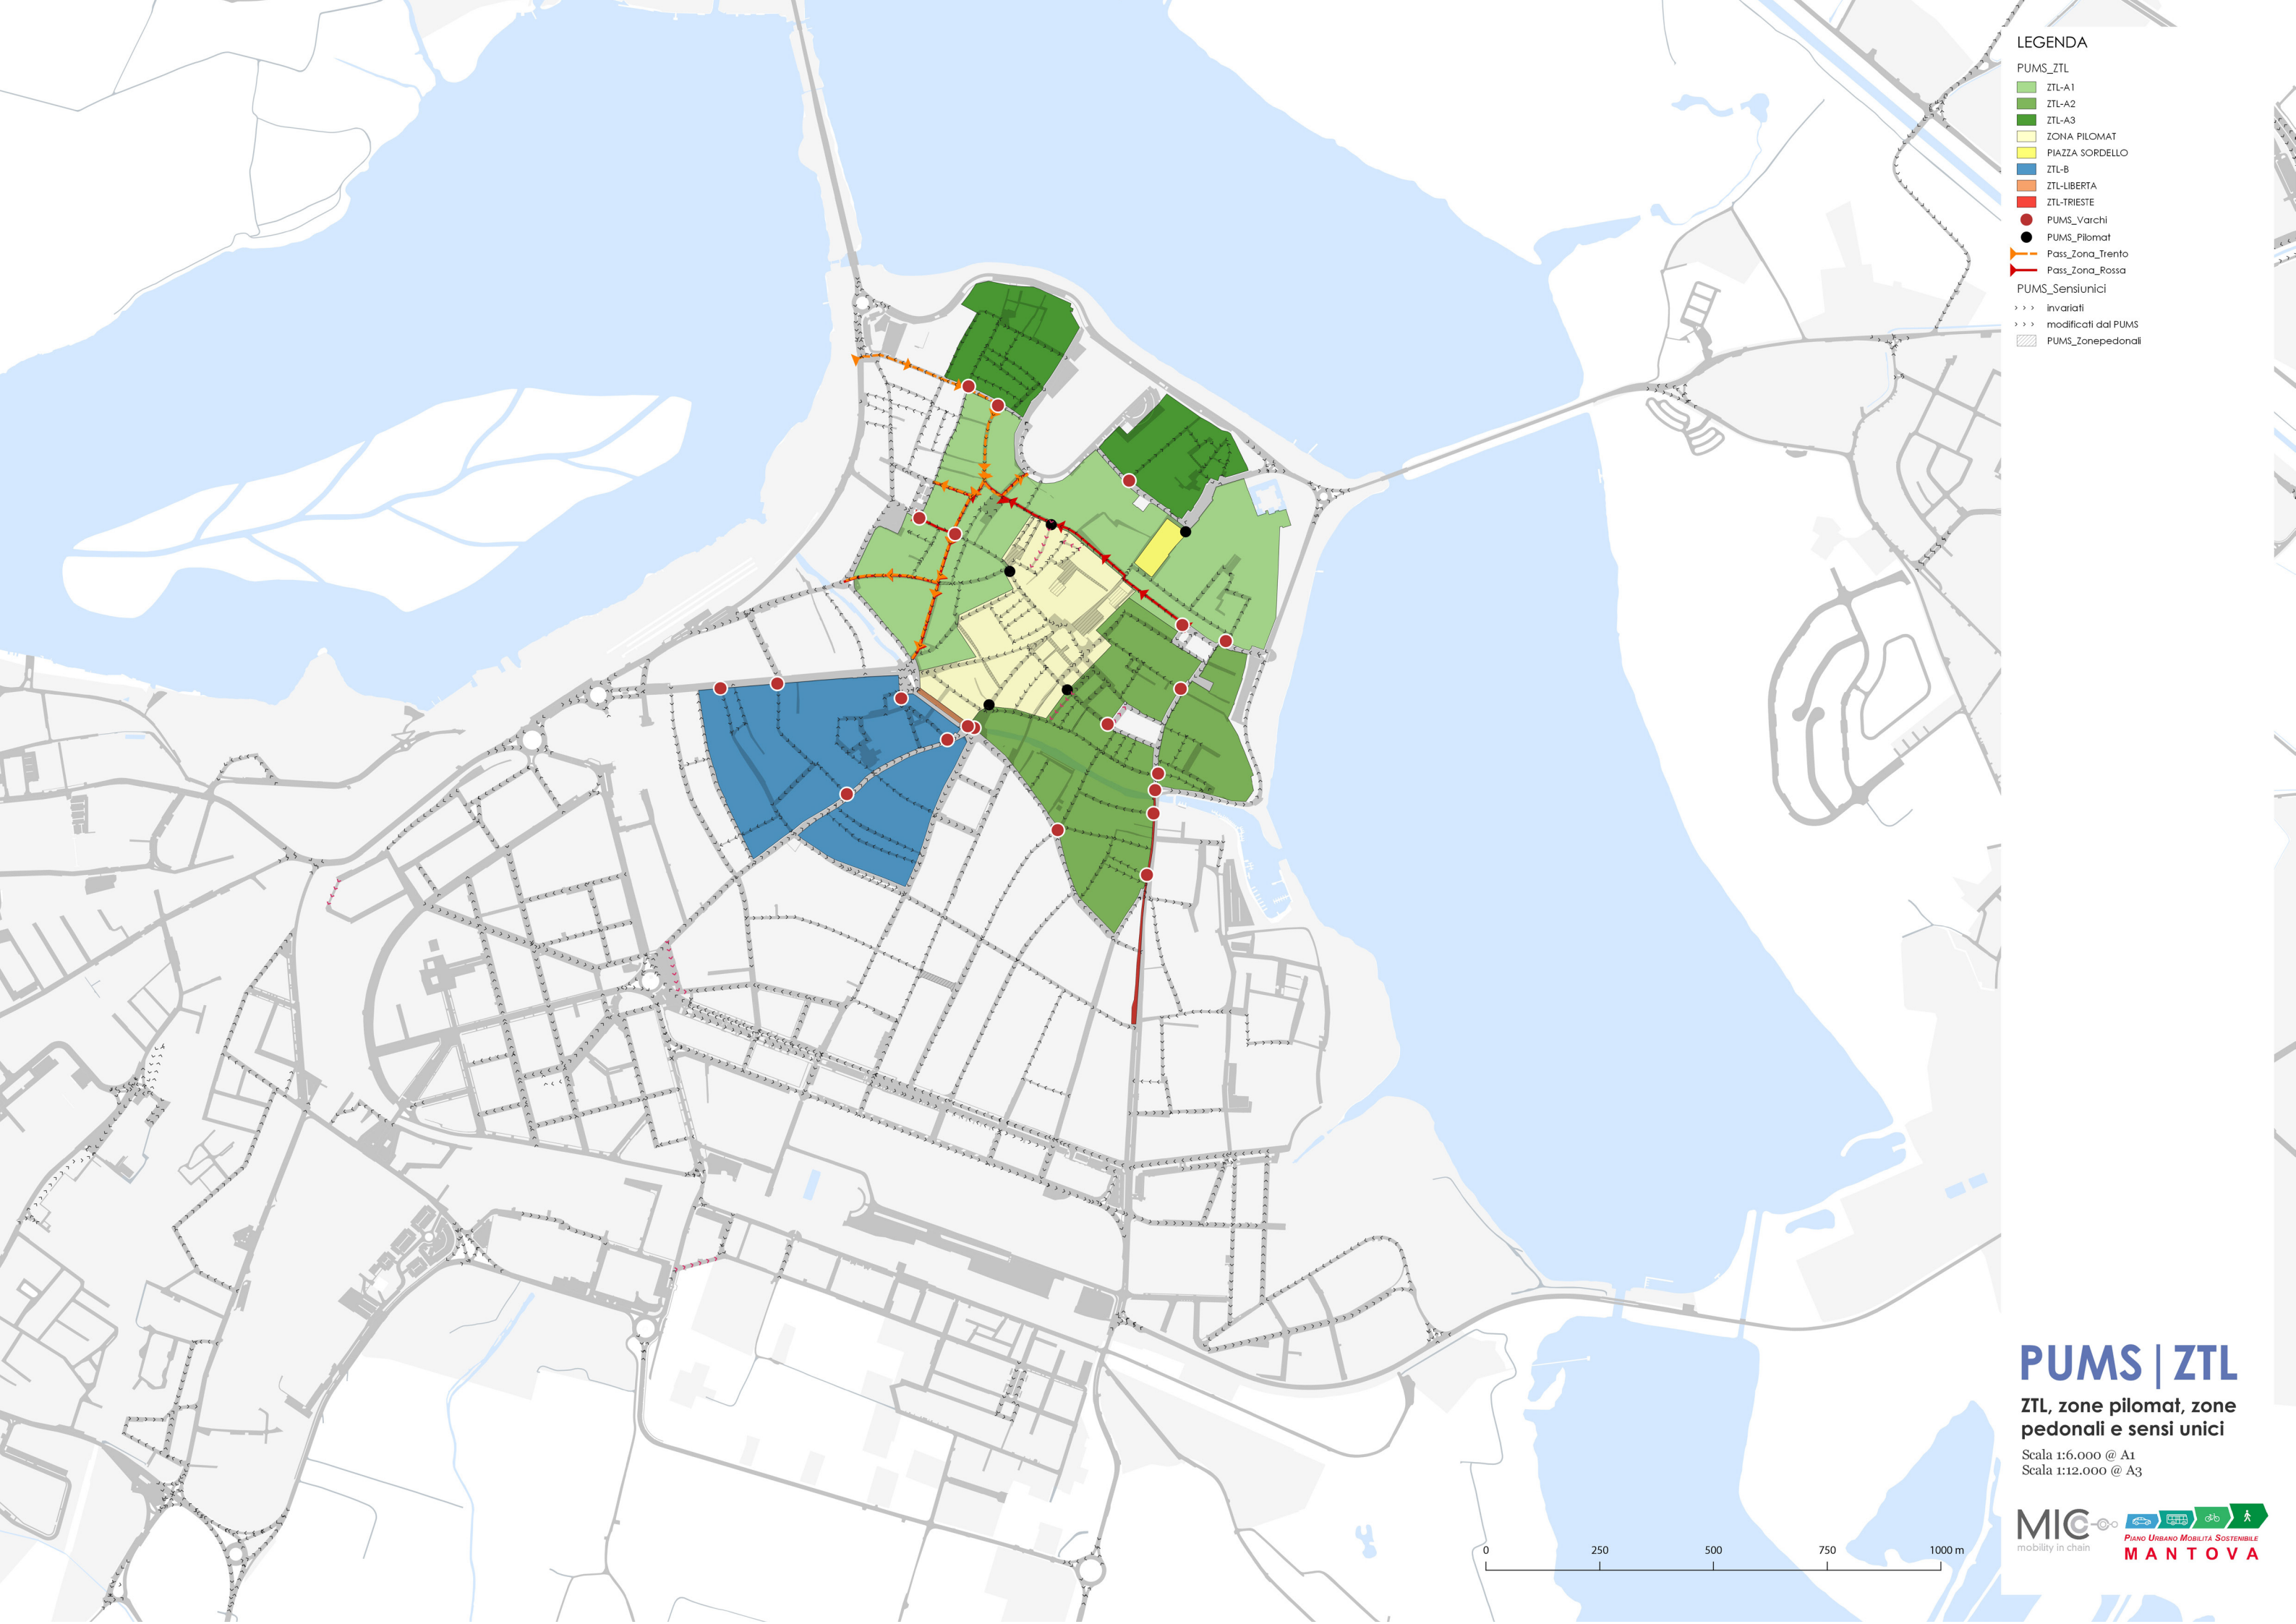 LEGENDA
PUMS_ZTL
ZTL-A1
ZTL-A2
ZTL-A3
ZONA PILOMAT
PIAZZA SORDELLO
ZTL-B
ZTL-LIBERTA
ZTL-TRIESTE
PUMS_Varchi
PUMS_Pilomat
Pass_Zona_Trento
Pass_Zona_Rossa
PUMS_Sensiunici
invariati
modificati dal PUMS
PUMS_Zonepedonali
PUMS | ZTL
ZTL, zone pilomat, zone
pedonali e sensi unici
Scala 1:6.000 @ A1
Scala 1:12.000 @ A3
MIC
mobility in chain
PIANO URBANO MOBILITÀ SOSTENIBILE
MANTOVA
0 250 500 750 1000 m